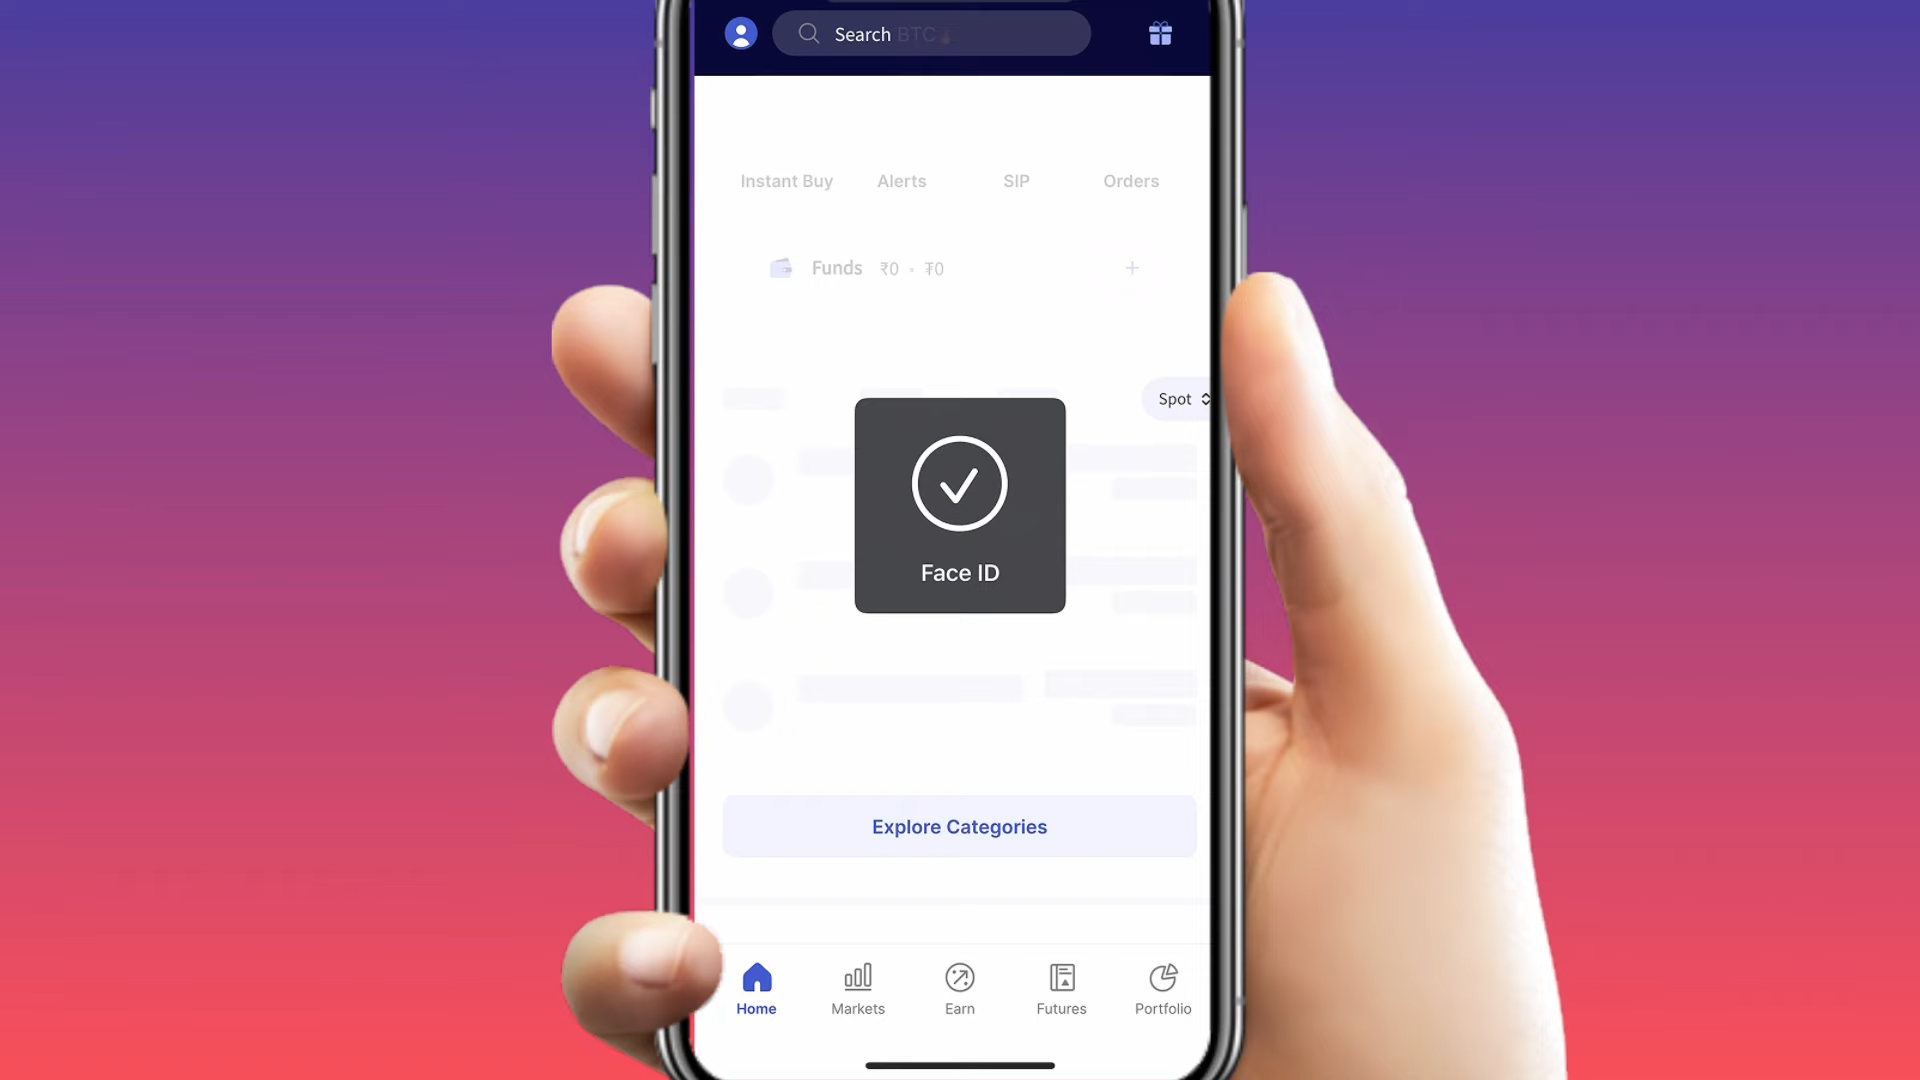 Search BTC
Instant Buy Alerts SIP Orders
Funds ₹0 • ₮0 +
Spot
Face ID
Explore Categories
Home Markets Earn Futures Portfolio